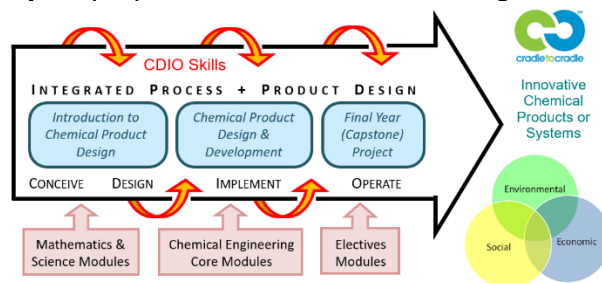 CDIO Skills
INTEGRATED PROCESS + PRODUCT DESIGN
Introduction to
Chemical Product
Design
Chemical Product
Design &
Development
Final Year
(Capstone)
Project
CONCEIVE DESIGN IMPLEMENT OPERATE
Mathematics &
Science Modules
Chemical Engineering
Core Modules
Electives
Modules
cradletocradle
Innovative
Chemical
Products or
Systems
Environmental
Social
Economic